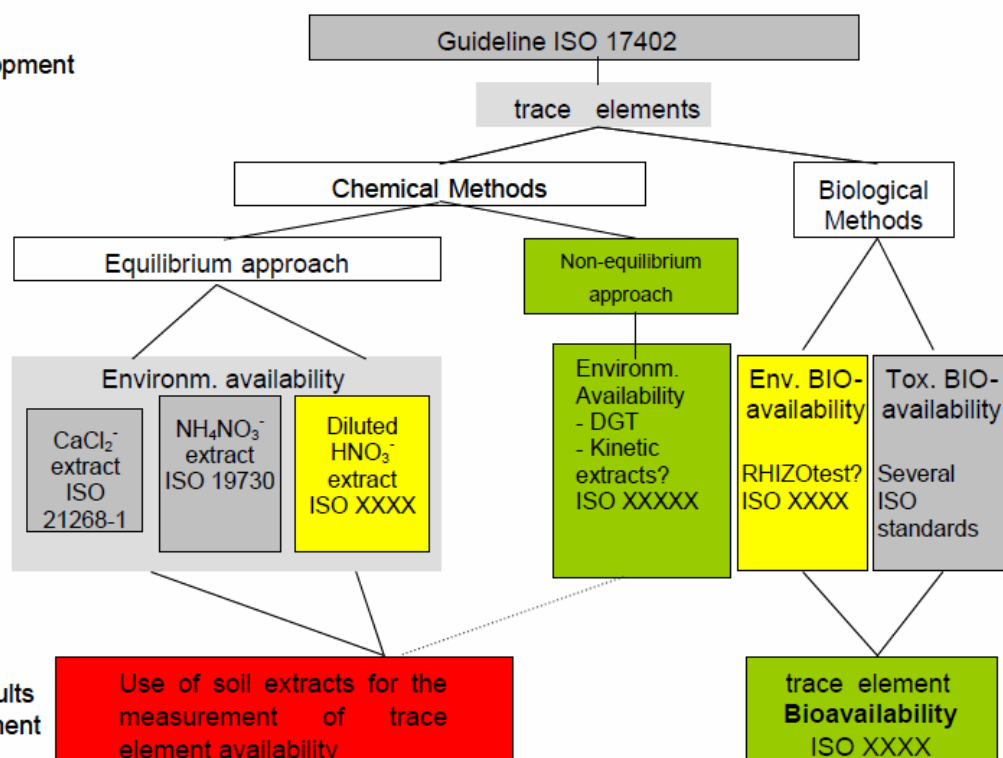 Guideline ISO 17402
opment
trace elements
Chemical Methods
Biological
Methods
Equilibrium approach
Non-equilibrium
approach
Environm. availability
CaCl₂⁻
extract
ISO
21268-1
NH₄NO₃⁻
extract
ISO 19730
Diluted
HNO₃⁻
extract
ISO XXXX
Environm.
Availability
- DGT
- Kinetic
extracts?
ISO XXXXX
Env. BIO-
availability
RHIZOtest?
ISO XXXX
Tox. BIO-
availability
Several
ISO
standards
ults
ment
Use of soil extracts for the
measurement of trace
element availability
trace element
Bioavailability
ISO XXXX